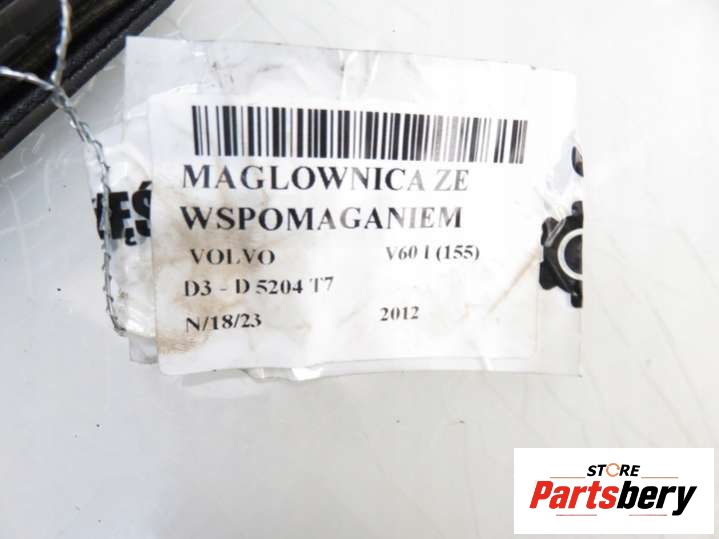 MAGLOWNICA ZE
WSPOMAGANIEM
VOLVO V60 I (155)
D3 - D 5204 T7
N/18/23 2012
STORE
Partsbery